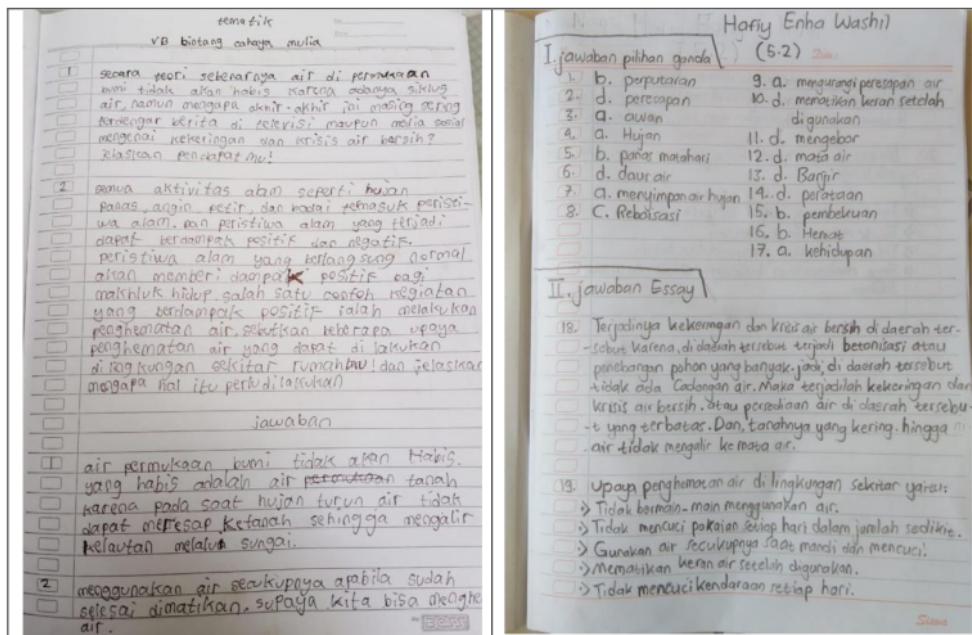 tematik
VB bintang cahaya mulia
1 secara teori sebenarnya air di permukaan
bumi tidak akan habis karena adanya siklus
air, namun mengapa akhir-akhir ini masing sering
terdengar berita di televisi maupun media sosial
mengenai kekeringan dan krisis air bersih?
jelaskan pendapat mu!
2 semua aktivitas alam seperti hujan
panas, angin petir, dan badai temasuk peristi-
wa alam. Dan peristiwa alam yang terjadi
dapat berdampak positif dan negatif.
peristiwa alam yang berlangsung normal
akan memberi dampak positif bagi
makhluk hidup. salah satu contoh kegiatan
yang berdampak positif ialah melakukan
penghematan air. sebutkan beberapa upaya
penghematan air yang dapat di lakukan
di lingkungan sekitar rumahmu! dan jelaskan
mengapa hal itu perlu dilakukan
jawaban
1 air permukaan bumi tidak akan Habis.
yang habis adalah air tanah
karena pada saat hujan turun air tidak
dapat meresap ketanah sehingga mengalir
kelautan melalui sungai.
2 menggunakan air secukupnya apabila sudah
selesai dimatikan, supaya kita bisa menghe
air.
Hafiy Enha Washil
(5.2)
I. jawaban pilihan ganda
1. b. perputaran
2. d. peresapan
3. a. awan
4. a. Hujan
5. b. panas matahari
6. d. daur air
7. a. menyimpan air hujan
8. C. Reboisasi
9. a. mengurangi peresapan air
10. d. mematikan keran setelah
digunakan
11. d. mengebor
12. d. mata air
13. d. Banjir
14. d. perataan
15. b. pembekuan
16. b. Hemat
17. a. kehidupan
II. jawaban Essay
18. Terjadinya kekeringan dan krisis air bersih di daerah ter-
-sebut karena, di daerah tersebut terjadi betonisasi atau
penebangan pohon yang banyak. jadi, di daerah tersebut
tidak ada Cadangan air. Maka terjadilah kekeringan dan
krisis air bersih. atau persediaan air di daerah tersebu-
-t yang terbatas. Dan, tanahnya yang kering. hingga
air tidak mengalir ke mata air.
19. Upaya penghematan air di lingkungan sekitar yaitu:
-> Tidak bermain-main menggunakan air.
-> Tidak mencuci pakaian setiap hari dalam jumlah sedikit.
-> Gunakan air secukupnya saat mandi dan mencuci.
-> Mematikan keran air setelah digunakan.
-> Tidak mencuci kendaraan setiap hari.